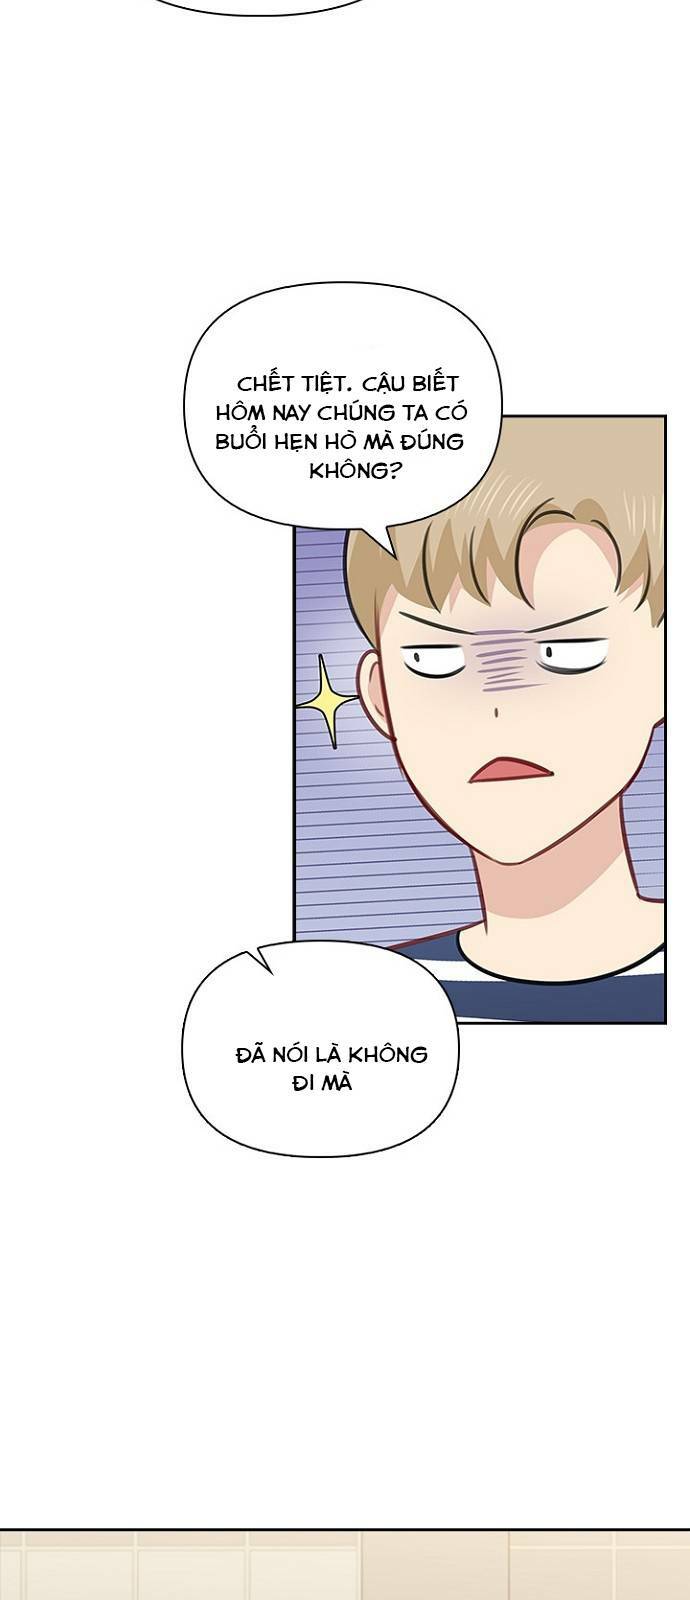 CHẾT TIỆT. CẬU BIẾT
HÔM NAY CHÚNG TA CÓ
BUỔI HẸN HÒ MÀ ĐÚNG
KHÔNG?
ĐÃ NÓI LÀ KHÔNG
ĐI MÀ